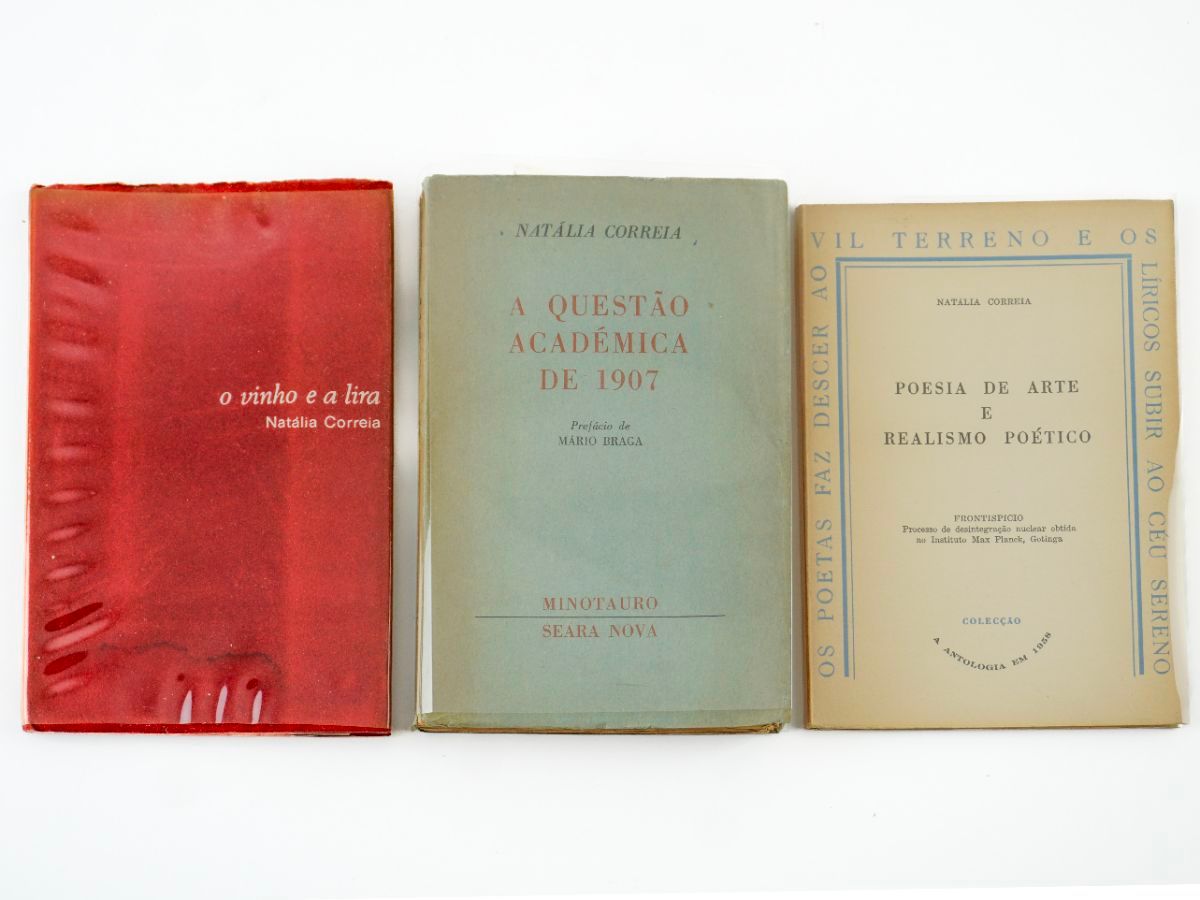 o vinho e a lira
Natália Correia
NATÁLIA CORREIA
A QUESTÃO
ACADÉMICA
DE 1907
Prefácio de
MÁRIO BRAGA
MINOTAURO
SEARA NOVA
OS POETAS FAZ DESCER AO
VIL TERRENO E OS
LÍRICOS SUBIR AO CÉU SERENO
NATÁLIA CORREIA
POESIA DE ARTE
E
REALISMO POÉTICO
FRONTISPICIO
Processo de desintegração nuclear obtida
no Instituto Max Planck, Gotinga
COLECÇÃO
A ANTOLOGIA EM 1958